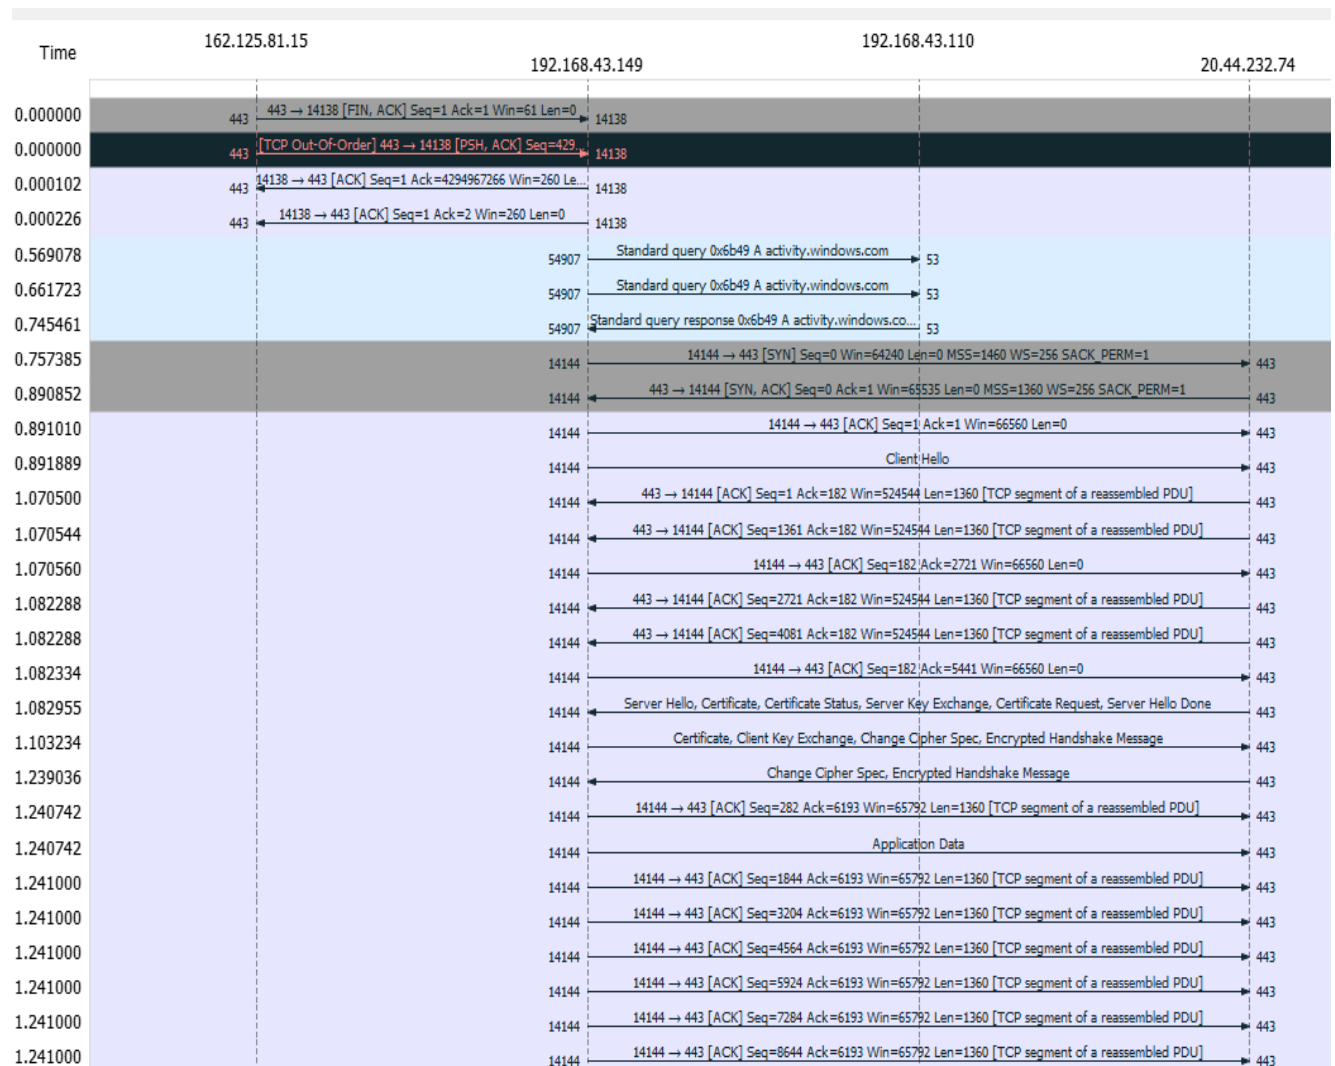 162.125.81.15 192.168.43.110
Time 192.168.43.149 20.44.232.74
0.000000 443 443 → 14138 [FIN, ACK] Seq=1 Ack=1 Win=61 Len=0 14138
0.000000 443 [TCP Out-Of-Order] 443 → 14138 [PSH, ACK] Seq=429... 14138
0.000102 443 14138 → 443 [ACK] Seq=1 Ack=4294967266 Win=260 Le... 14138
0.000226 443 14138 → 443 [ACK] Seq=1 Ack=2 Win=260 Len=0 14138
0.569078 54907 Standard query 0x6b49 A activity.windows.com 53
0.661723 54907 Standard query 0x6b49 A activity.windows.com 53
0.745461 54907 Standard query response 0x6b49 A activity.windows.co... 53
0.757385 14144 14144 → 443 [SYN] Seq=0 Win=64240 Len=0 MSS=1460 WS=256 SACK_PERM=1 443
0.890852 14144 443 → 14144 [SYN, ACK] Seq=0 Ack=1 Win=65535 Len=0 MSS=1360 WS=256 SACK_PERM=1 443
0.891010 14144 14144 → 443 [ACK] Seq=1 Ack=1 Win=66560 Len=0 443
0.891889 14144 Client Hello 443
1.070500 14144 443 → 14144 [ACK] Seq=1 Ack=182 Win=524544 Len=1360 [TCP segment of a reassembled PDU] 443
1.070544 14144 443 → 14144 [ACK] Seq=1361 Ack=182 Win=524544 Len=1360 [TCP segment of a reassembled PDU] 443
1.070560 14144 14144 → 443 [ACK] Seq=182 Ack=2721 Win=66560 Len=0 443
1.082288 14144 443 → 14144 [ACK] Seq=2721 Ack=182 Win=524544 Len=1360 [TCP segment of a reassembled PDU] 443
1.082288 14144 443 → 14144 [ACK] Seq=4081 Ack=182 Win=524544 Len=1360 [TCP segment of a reassembled PDU] 443
1.082334 14144 14144 → 443 [ACK] Seq=182 Ack=5441 Win=66560 Len=0 443
1.082955 14144 Server Hello, Certificate, Certificate Status, Server Key Exchange, Certificate Request, Server Hello Done 443
1.103234 14144 Certificate, Client Key Exchange, Change Cipher Spec, Encrypted Handshake Message 443
1.239036 14144 Change Cipher Spec, Encrypted Handshake Message 443
1.240742 14144 14144 → 443 [ACK] Seq=282 Ack=6193 Win=65792 Len=1360 [TCP segment of a reassembled PDU] 443
1.240742 14144 Application Data 443
1.241000 14144 14144 → 443 [ACK] Seq=1844 Ack=6193 Win=65792 Len=1360 [TCP segment of a reassembled PDU] 443
1.241000 14144 14144 → 443 [ACK] Seq=3204 Ack=6193 Win=65792 Len=1360 [TCP segment of a reassembled PDU] 443
1.241000 14144 14144 → 443 [ACK] Seq=4564 Ack=6193 Win=65792 Len=1360 [TCP segment of a reassembled PDU] 443
1.241000 14144 14144 → 443 [ACK] Seq=5924 Ack=6193 Win=65792 Len=1360 [TCP segment of a reassembled PDU] 443
1.241000 14144 14144 → 443 [ACK] Seq=7284 Ack=6193 Win=65792 Len=1360 [TCP segment of a reassembled PDU] 443
1.241000 14144 14144 → 443 [ACK] Seq=8644 Ack=6193 Win=65792 Len=1360 [TCP segment of a reassembled PDU] 443